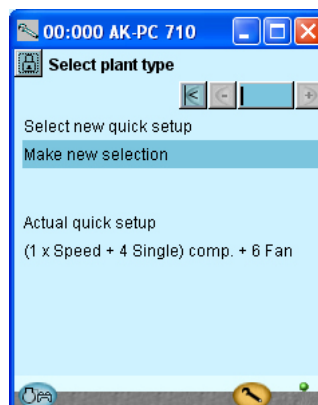 00:000 AK-PC 710
Select plant type
Select new quick setup
Make new selection
Actual quick setup
(1 x Speed + 4 Single) comp. + 6 Fan